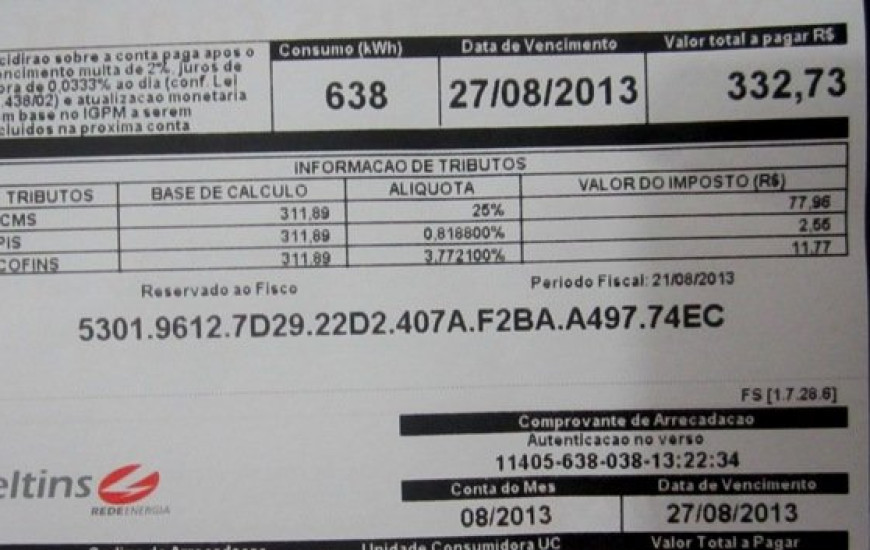 cidirao sobre a conta paga apos o
encimento multa de 2%. Juros de
ora de 0,0333% ao dia (conf. Lei
.438/02) e atualizacao monetaria
m base no IGPM a serem
cluidos na proxima conta
Consumo (kWh) Data de Vencimento Valor total a pagar R$
638 27/08/2013 332,73
INFORMACAO DE TRIBUTOS
TRIBUTOS BASE DE CALCULO ALIQUOTA VALOR DO IMPOSTO (R$)
CMS 311,89 25% 77,96
PIS 311,89 0,818800% 2,55
COFINS 311,89 3,772100% 11,77
Reservado ao Fisco Periodo Fiscal: 21/08/2013
5301.9612.7D29.22D2.407A.F2BA.A497.74EC
FS [1.7.28.6]
Comprovante de Arrecadacao
Autenticacao no verso
11405-638-038-13:22:34
eltins
REDE ENERGIA
Conta do Mes Data de Vencimento
08/2013 27/08/2013
Unidade Consumidora UC Valor Total a Pagar